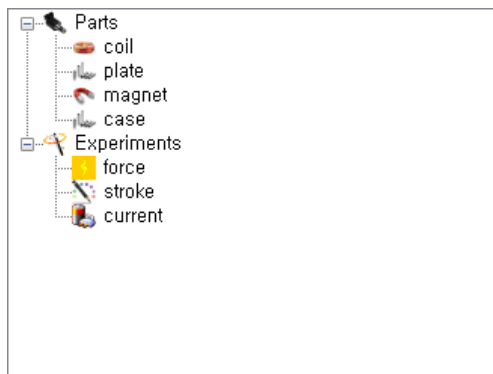 Parts
coil
plate
magnet
case
Experiments
force
stroke
current